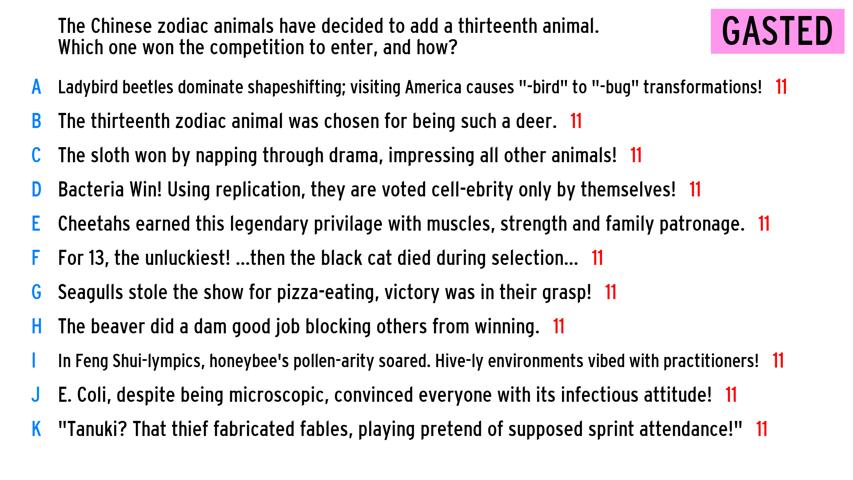 The Chinese zodiac animals have decided to add a thirteenth animal.
Which one won the competition to enter, and how?
GASTED
A Ladybird beetles dominate shapeshifting; visiting America causes "-bird" to "-bug" transformations! 11
B The thirteenth zodiac animal was chosen for being such a deer. 11
C The sloth won by napping through drama, impressing all other animals! 11
D Bacteria Win! Using replication, they are voted cell-ebrity only by themselves! 11
E Cheetahs earned this legendary privilage with muscles, strength and family patronage. 11
F For 13, the unluckiest! ...then the black cat died during selection... 11
G Seagulls stole the show for pizza-eating, victory was in their grasp! 11
H The beaver did a dam good job blocking others from winning. 11
I In Feng Shui-lympics, honeybee's pollen-arity soared. Hive-ly environments vibed with practitioners! 11
J E. Coli, despite being microscopic, convinced everyone with its infectious attitude! 11
K "Tanuki? That thief fabricated fables, playing pretend of supposed sprint attendance!" 11